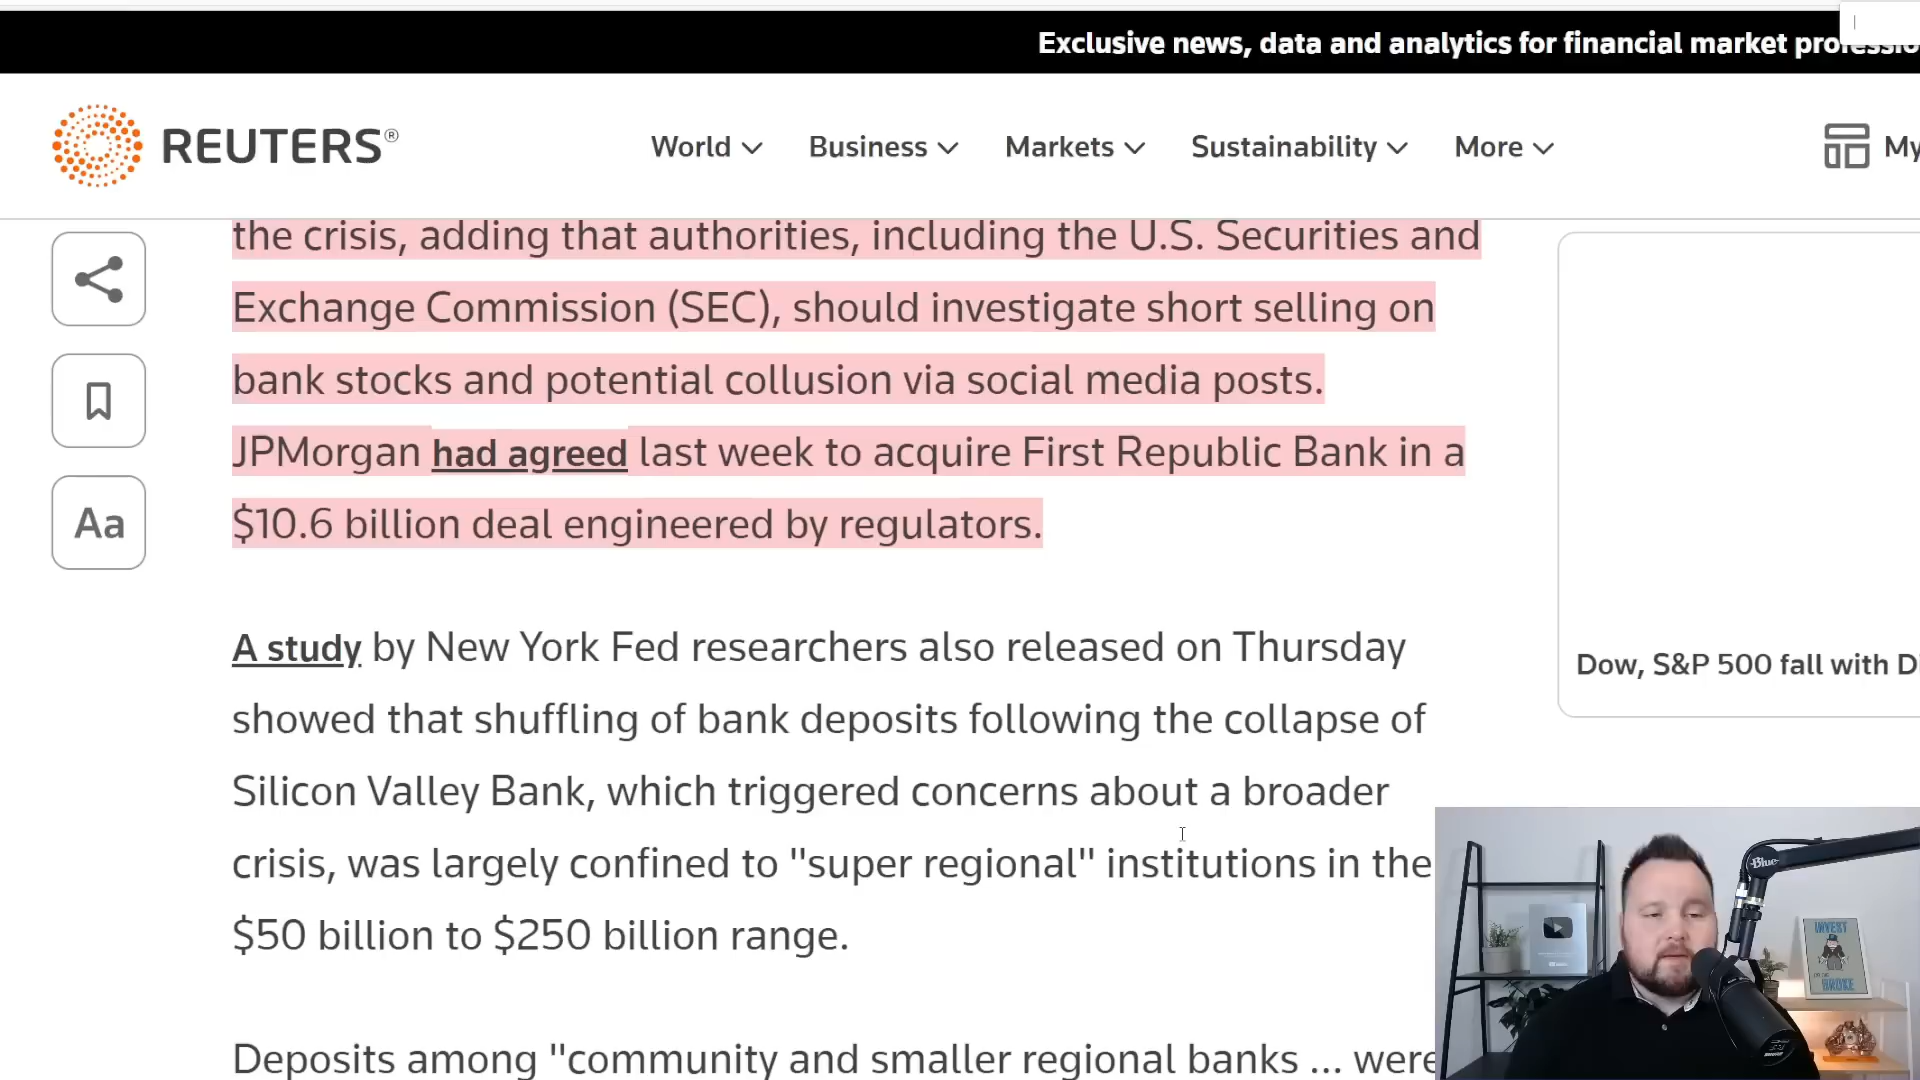 Exclusive news, data and analytics for financial market
REUTERS®
World
Business
Markets
Sustainability
More
My
the crisis, adding that authorities, including the U.S. Securities and
Exchange Commission (SEC), should investigate short selling on
bank stocks and potential collusion via social media posts.
JPMorgan had agreed last week to acquire First Republic Bank in a
$10.6 billion deal engineered by regulators.
Aa
Dow, S&P 500 fall with
A study by New York Fed researchers also released on Thursday
showed that shuffling of bank deposits following the collapse of
Silicon Valley Bank, which triggered concerns about a broader
crisis, was largely confined to "super regional" institutions in the
$50 billion to $250 billion range.
Deposits among "community and smaller regional banks ... were
Blue
INVEST
BROKE